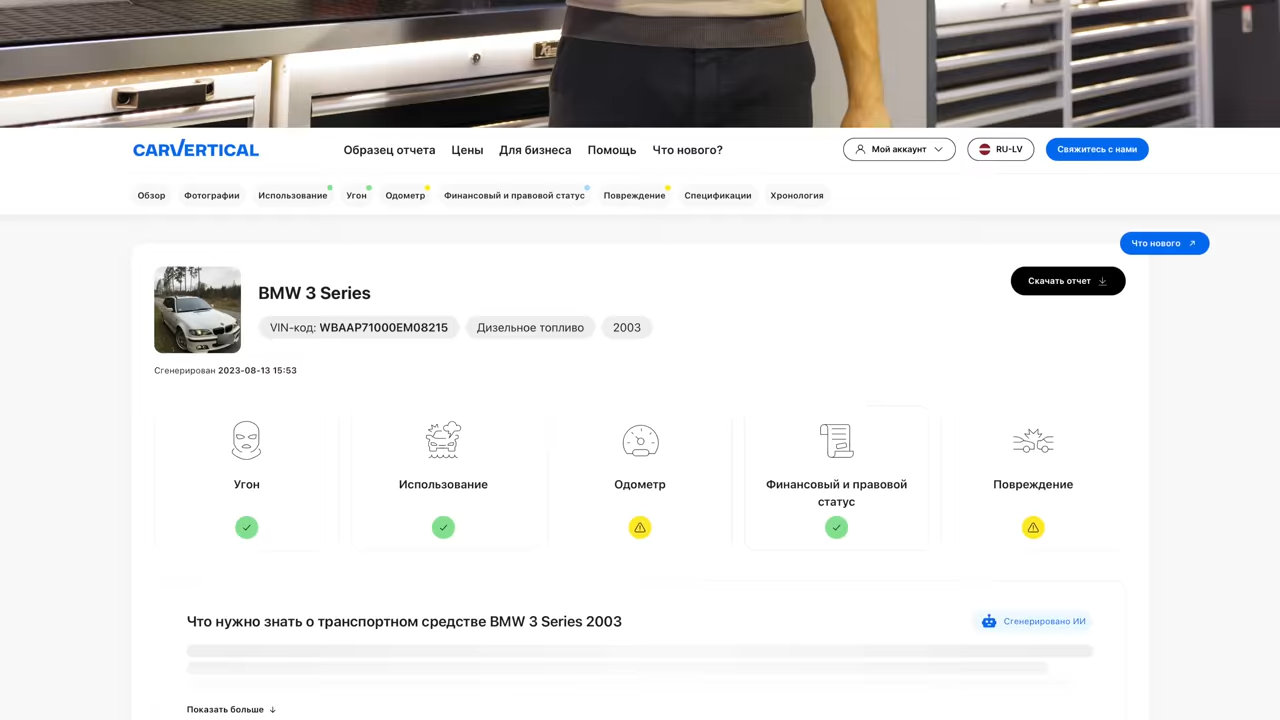 CARVERTICAL
Образец отчета Цены Для бизнеса Помощь Что нового?
Мой аккаунт
RU-LV
Свяжитесь с нами
Обзор Фотографии Использование Угон Одометр Финансовый и правовой статус Повреждение Спецификации Хронология
Что нового
BMW 3 Series
Скачать отчет
VIN-код: WBAAP71000EM08215 Дизельное топливо 2003
Сгенерирован 2023-08-13 15:53
Угон
Использование
Одометр
Финансовый и правовой
статус
Повреждение
Что нужно знать о транспортном средстве BMW 3 Series 2003
Сгенерировано ИИ
Показать больше